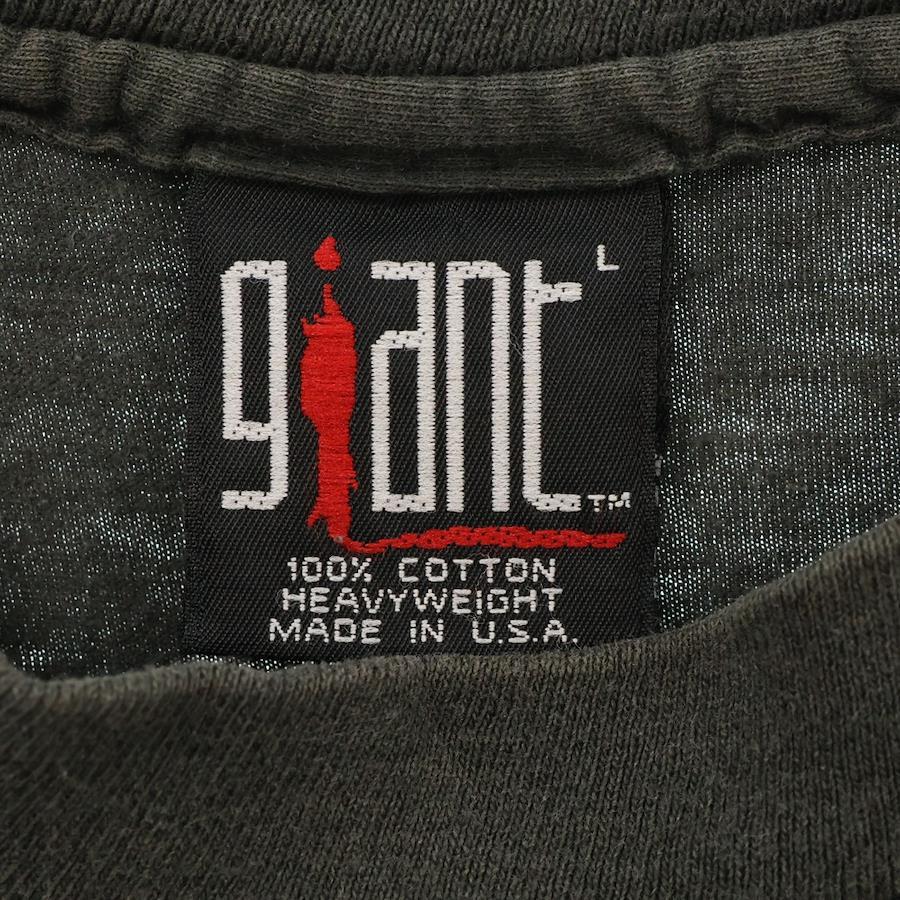 giant L
TM
100% COTTON
HEAVYWEIGHT
MADE IN U.S.A.